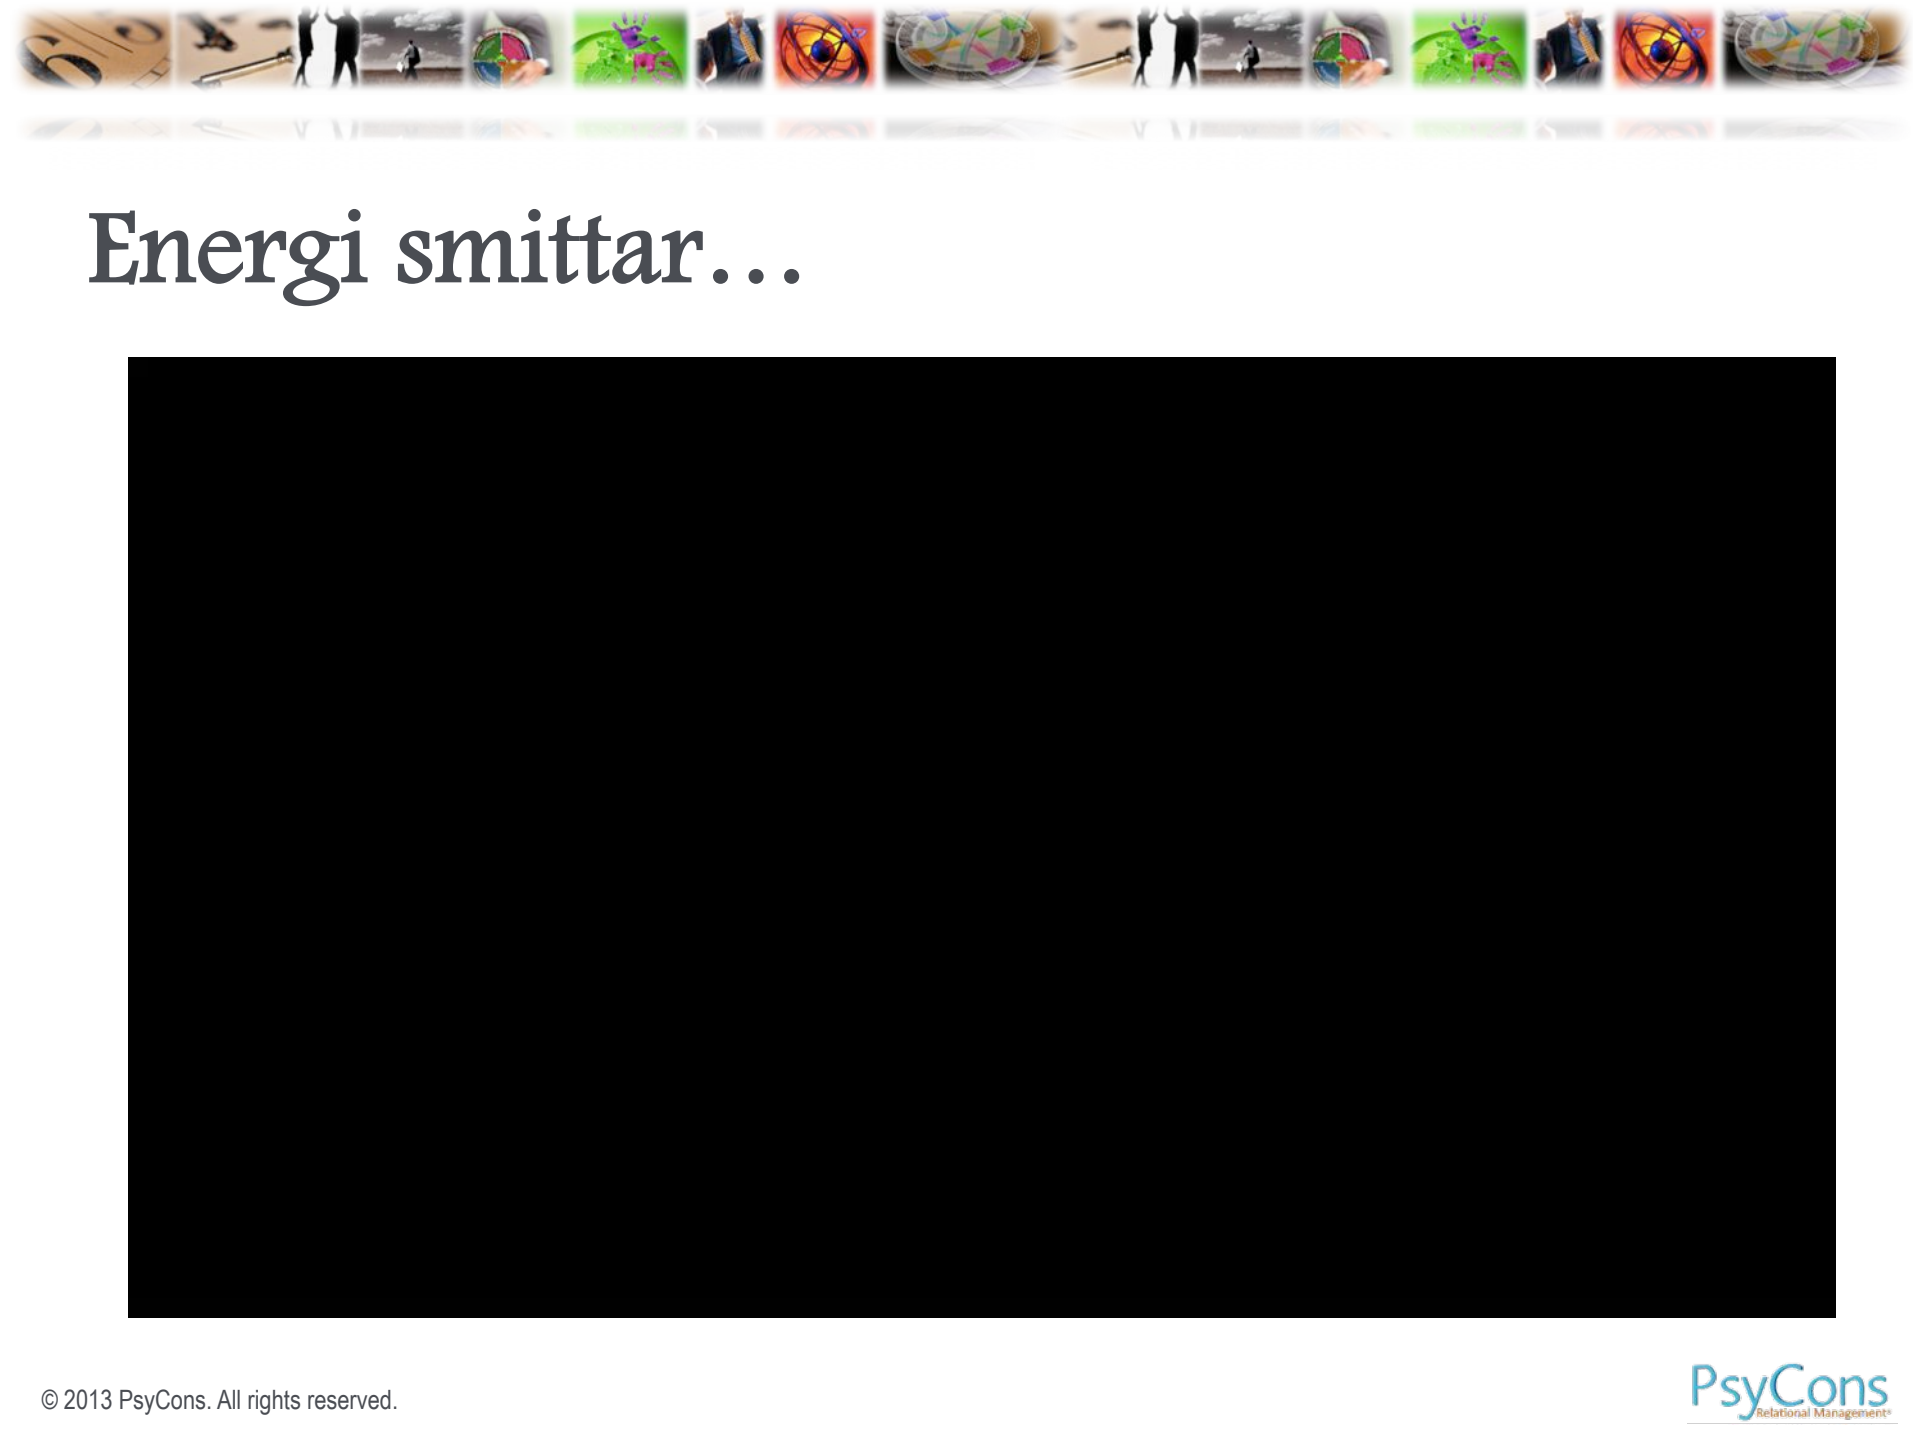 Energi smittar…
© 2013 PsyCons. All rights reserved.
PsyCons
Relational Management®